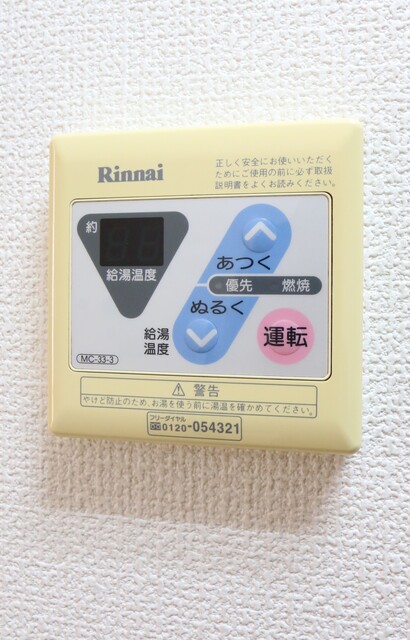 Rinnai
正しく安全にお使いいただく
ためにご使用の前に必ず取扱
説明書をよくお読みください。
約
給湯温度
あつく
優先 燃焼
ぬるく
給湯
温度
運転
MC-33-3
⚠ 警告
やけど防止のため、お湯を使う前に湯温を確かめてください。
フリーダイヤル
0120-054321